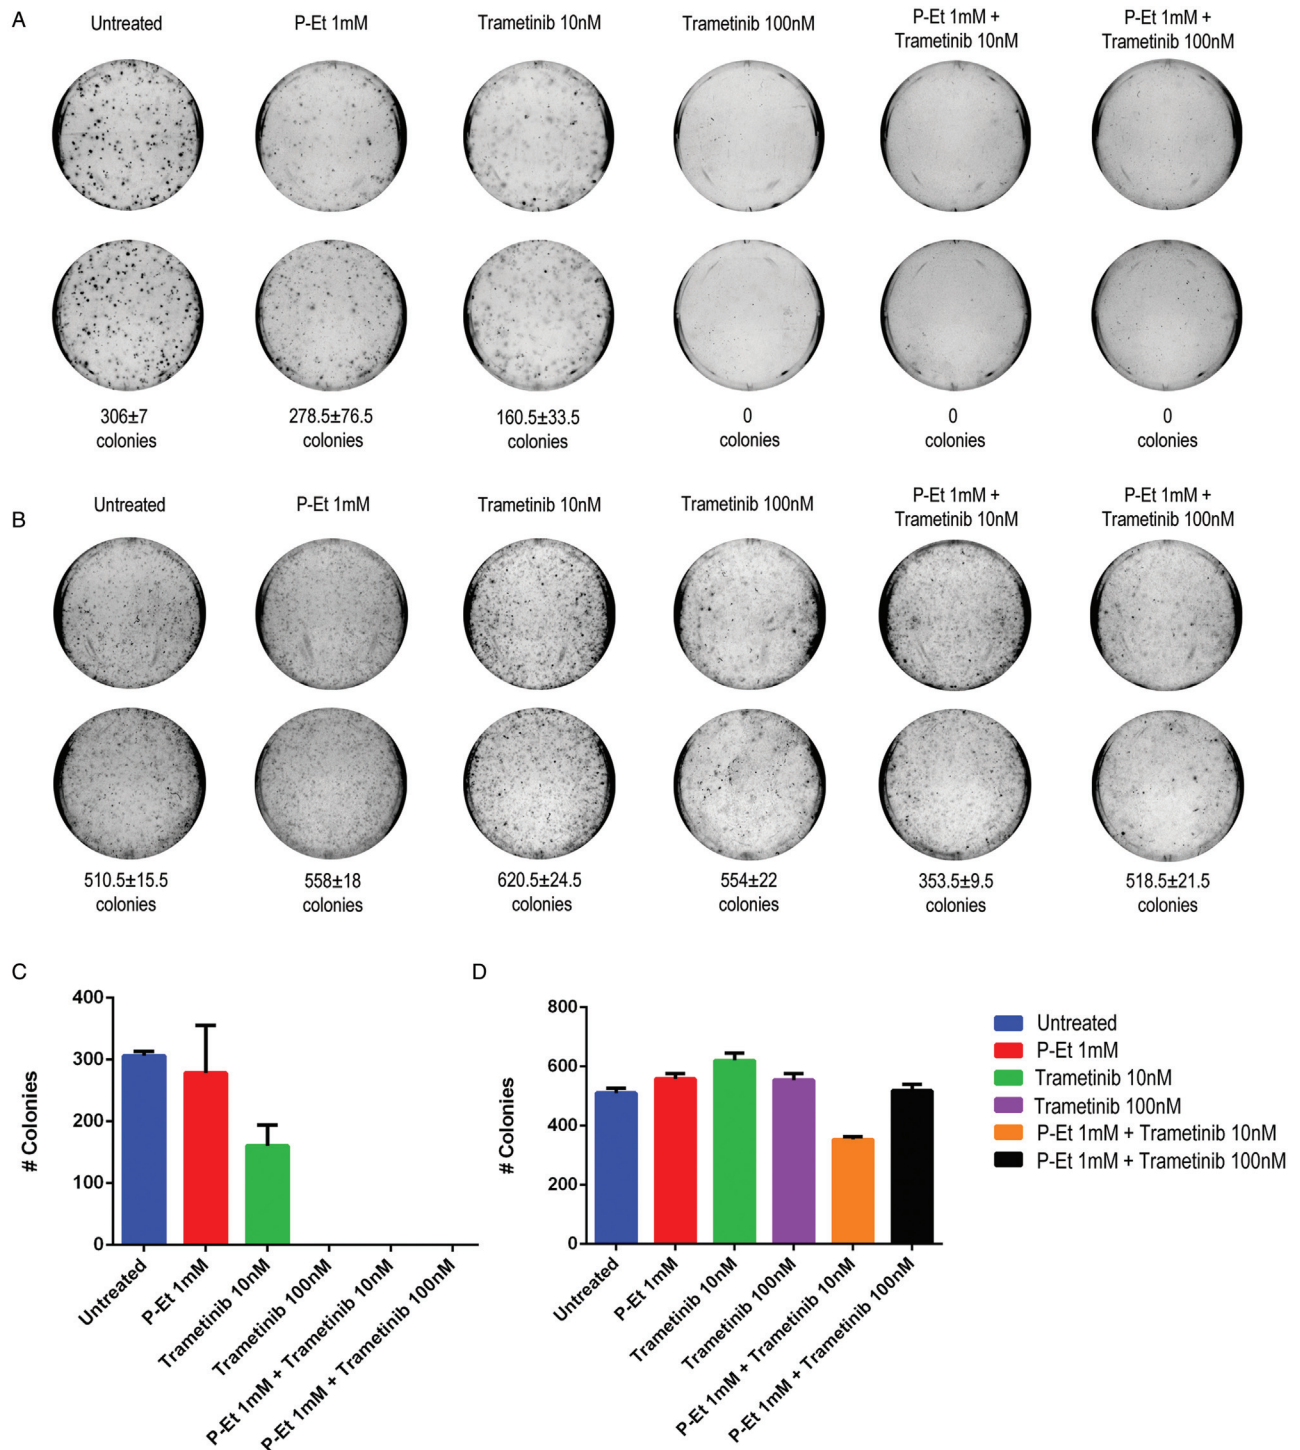 A
Untreated
P-Et 1mM
Trametinib 10nM
Trametinib 100nM
P-Et 1mM +
Trametinib 10nM
P-Et 1mM +
Trametinib 100nM
306±7
colonies
278.5±76.5
colonies
160.5±33.5
colonies
0
colonies
0
colonies
0
colonies
B
Untreated
P-Et 1mM
Trametinib 10nM
Trametinib 100nM
P-Et 1mM +
Trametinib 10nM
P-Et 1mM +
Trametinib 100nM
510.5±15.5
colonies
558±18
colonies
620.5±24.5
colonies
554±22
colonies
353.5±9.5
colonies
518.5±21.5
colonies
C
# Colonies
400
300
200
100
0
Untreated
P-Et 1mM
Trametinib 10nM
Trametinib 100nM
P-Et 1mM + Trametinib 10nM
P-Et 1mM + Trametinib 100nM
D
# Colonies
800
600
400
200
0
Untreated
P-Et 1mM
Trametinib 10nM
Trametinib 100nM
P-Et 1mM + Trametinib 10nM
P-Et 1mM + Trametinib 100nM
Untreated
P-Et 1mM
Trametinib 10nM
Trametinib 100nM
P-Et 1mM + Trametinib 10nM
P-Et 1mM + Trametinib 100nM